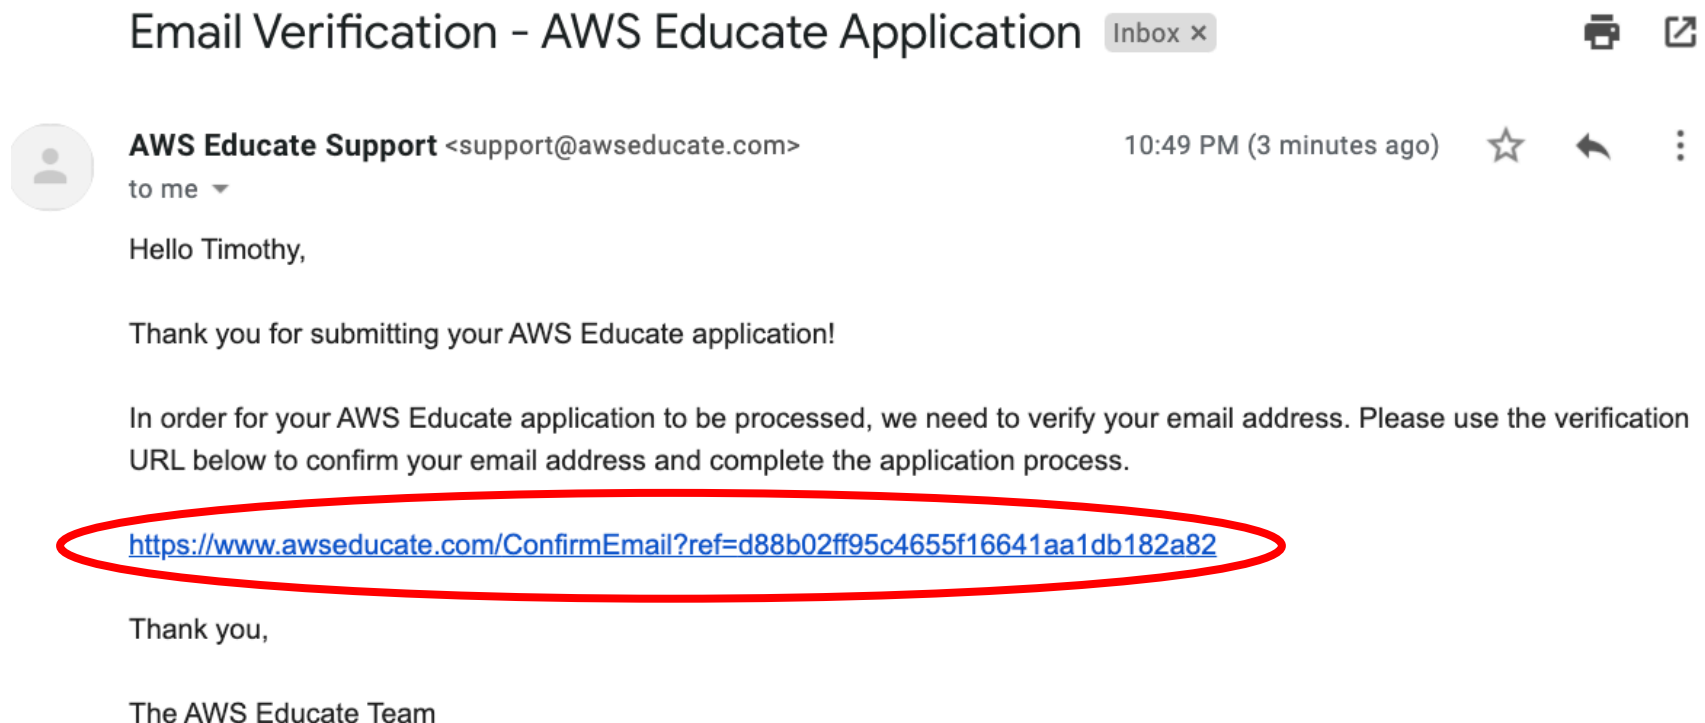 Email Verification - AWS Educate Application Inbox ×
AWS Educate Support <support@awseducate.com> 10:49 PM (3 minutes ago)
to me
Hello Timothy,
Thank you for submitting your AWS Educate application!
In order for your AWS Educate application to be processed, we need to verify your email address. Please use the verification
URL below to confirm your email address and complete the application process.
https://www.awseducate.com/ConfirmEmail?ref=d88b02ff95c4655f16641aa1db182a82
Thank you,
The AWS Educate Team